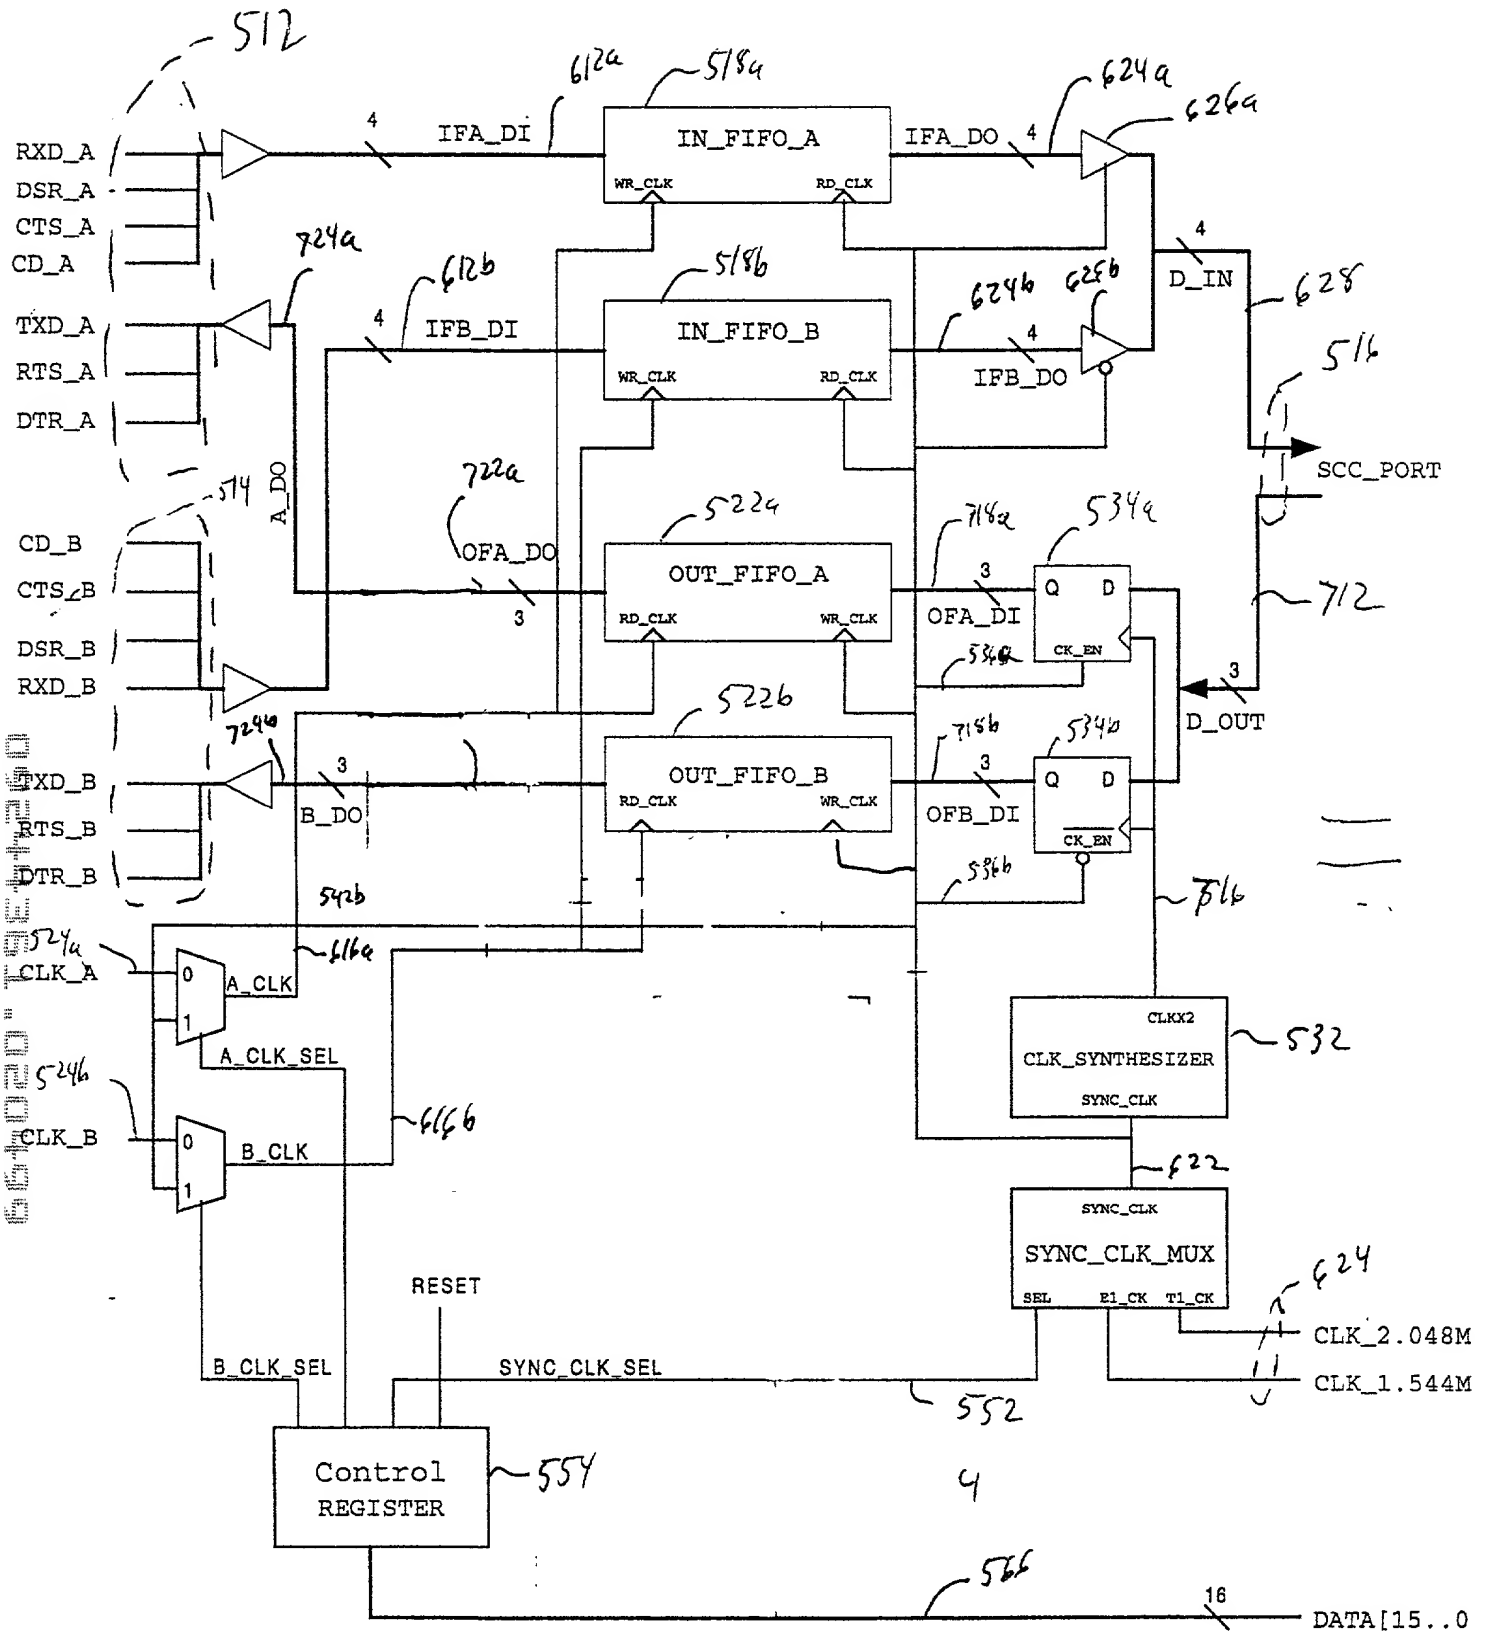 512
612a
518a
624a
626a
4
IFA_DI
IN_FIFO_A
IFA_DO
4
RXD_A
DSR_A
CTS_A
CD_A
WR_CLK
RD_CLK
724a
612b
518b
624b
626b
4
D_IN
628
TXD_A
4
IFB_DI
IN_FIFO_B
4
IFB_DO
516
RTS_A
WR_CLK
RD_CLK
DTR_A
A_DO
722a
SCC_PORT
514
522a
718a
534a
CD_B
OFA_DO
OUT_FIFO_A
3
Q D
CTS_B
3
RD_CLK
WR_CLK
OFA_DI
712
DSR_B
CK_EN
536a
RXD_B
522b
3
D_OUT
724b
718b
534b
TXD_B
3
B_DO
OUT_FIFO_B
3
Q D
RTS_B
RD_CLK
WR_CLK
OFB_DI
CK_EN
DTR_B
542b
536b
716
524a
CLK_A
0
1
A_CLK
616a
CLKX2
CLK_SYNTHESIZER
SYNC_CLK
532
A_CLK_SEL
524b
CLK_B
0
1
B_CLK
616b
622
SYNC_CLK
SYNC_CLK_MUX
SEL
E1_CK
T1_CK
624
RESET
CLK_2.048M
B_CLK_SEL
SYNC_CLK_SEL
CLK_1.544M
552
Control
REGISTER
554
4
566
16
DATA[15..0